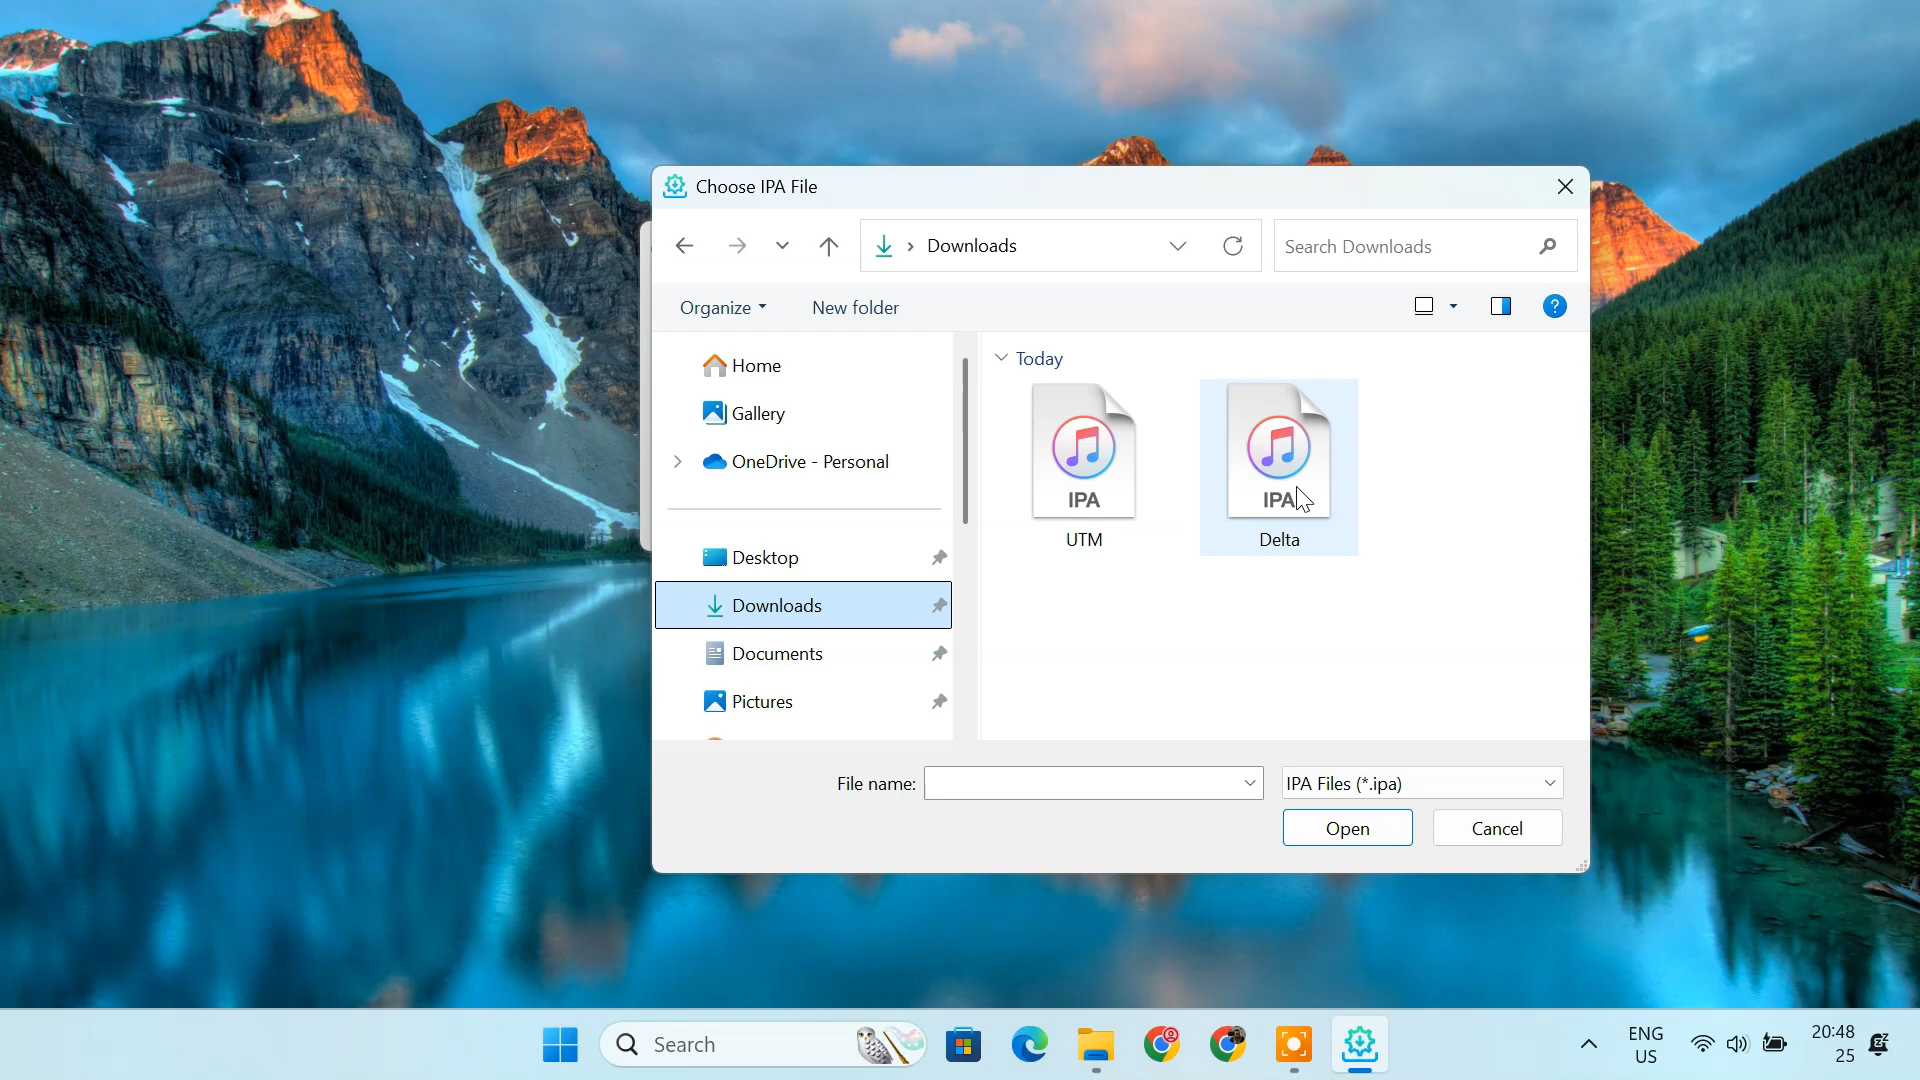 Choose IPA File
Downloads
Search Downloads
Organize
New folder
?
Home
Gallery
OneDrive - Personal
Desktop
Downloads
Documents
Pictures
Today
IPA
UTM
IPA
Delta
File name:
IPA Files (*.ipa)
Open
Cancel
Search
ENG
US
20:48
25